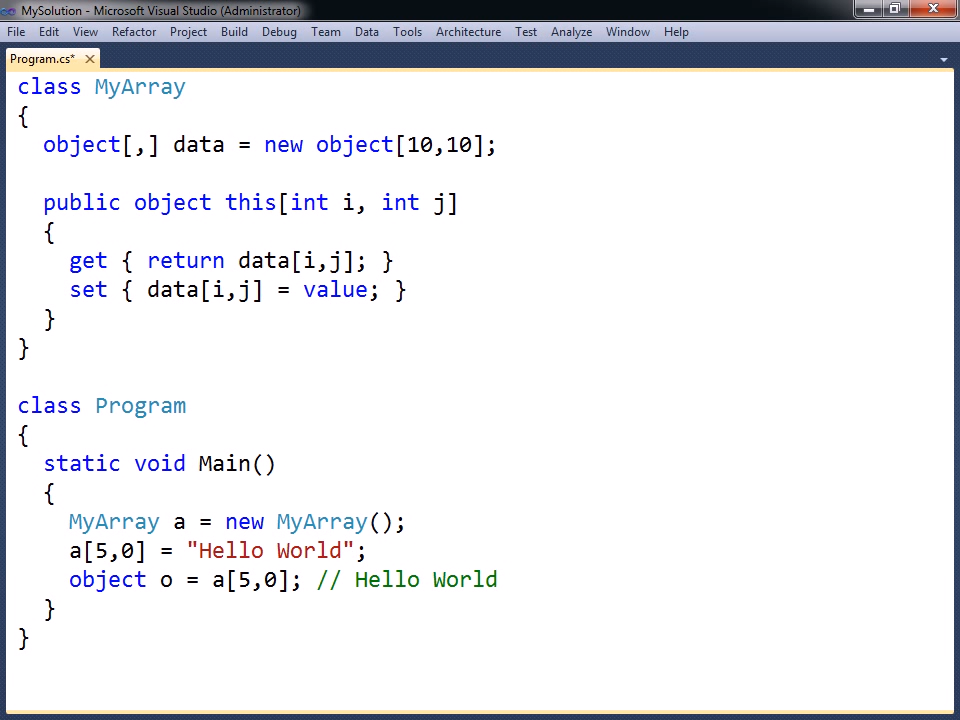 MySolution - Microsoft Visual Studio (Administrator)
File Edit View Refactor Project Build Debug Team Data Tools Architecture Test Analyze Window Help
Program.cs*
class MyArray
{
  object[,] data = new object[10,10];

  public object this[int i, int j]
  {
    get { return data[i,j]; }
    set { data[i,j] = value; }
  }
}

class Program
{
  static void Main()
  {
    MyArray a = new MyArray();
    a[5,0] = "Hello World";
    object o = a[5,0]; // Hello World
  }
}